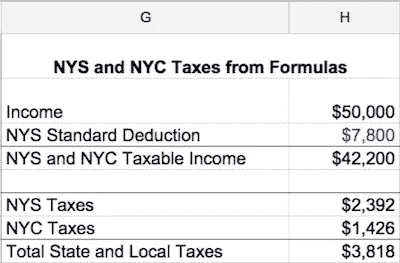 G H
NYS and NYC Taxes from Formulas
Income $50,000
NYS Standard Deduction $7,800
NYS and NYC Taxable Income $42,200
NYS Taxes $2,392
NYC Taxes $1,426
Total State and Local Taxes $3,818